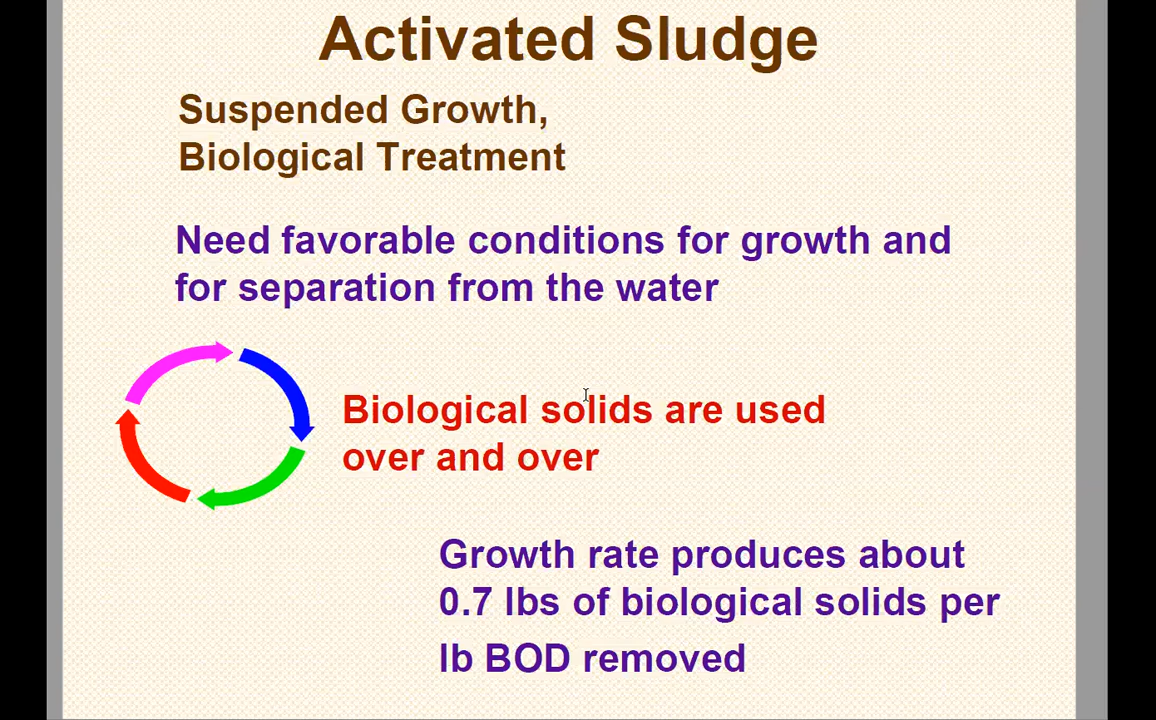 Activated Sludge
Suspended Growth,
Biological Treatment
Need favorable conditions for growth and
for separation from the water
Biological solids are used
over and over
Growth rate produces about
0.7 lbs of biological solids per
lb BOD removed